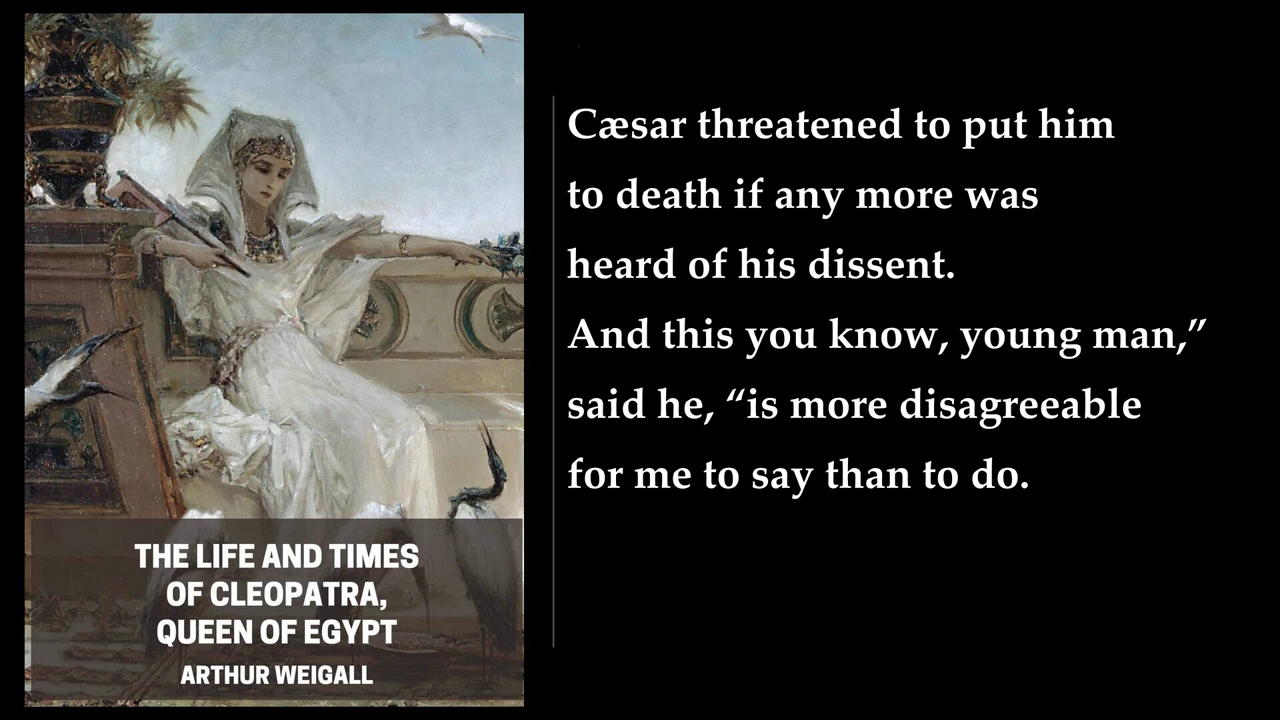 Cæsar threatened to put him
to death if any more was
heard of his dissent.
And this you know, young man,”
said he, “is more disagreeable
for me to say than to do.
THE LIFE AND TIMES
OF CLEOPATRA,
QUEEN OF EGYPT
ARTHUR WEIGALL